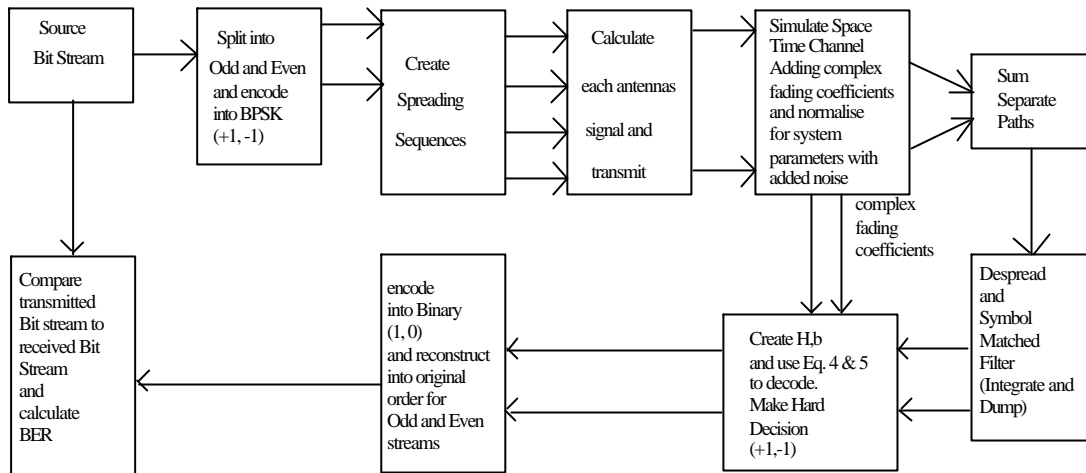 Source
Bit Stream
Split into
Odd and Even
and encode
into BPSK
(+1, -1)
Create
Spreading
Sequences
Calculate
each antennas
signal and
transmit
Simulate Space
Time Channel
Adding complex
fading coefficients
and normalise
for system
parameters with
added noise
Sum
Separate
Paths
complex
fading
coefficients
Compare
transmitted
Bit stream to
received Bit
Stream
and
calculate
BER
encode
into Binary
(1, 0)
and reconstruct
into original
order for
Odd and Even
streams
Create H,b
and use Eq. 4 & 5
to decode.
Make Hard
Decision
(+1,-1)
Despread
and
Symbol
Matched
Filter
(Integrate and
Dump)